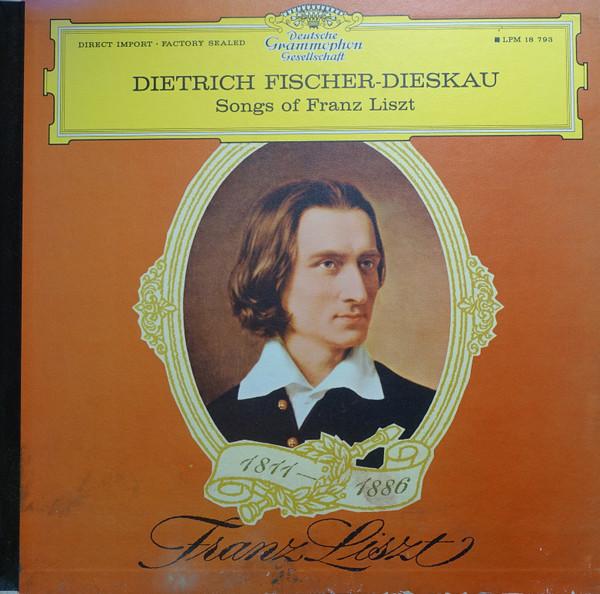 DIRECT IMPORT · FACTORY SEALED
Deutsche
Grammophon
Gesellschaft
■ LPM 18 793
DIETRICH FISCHER-DIESKAU
Songs of Franz Liszt
1811 —
1886
Franz Liszt